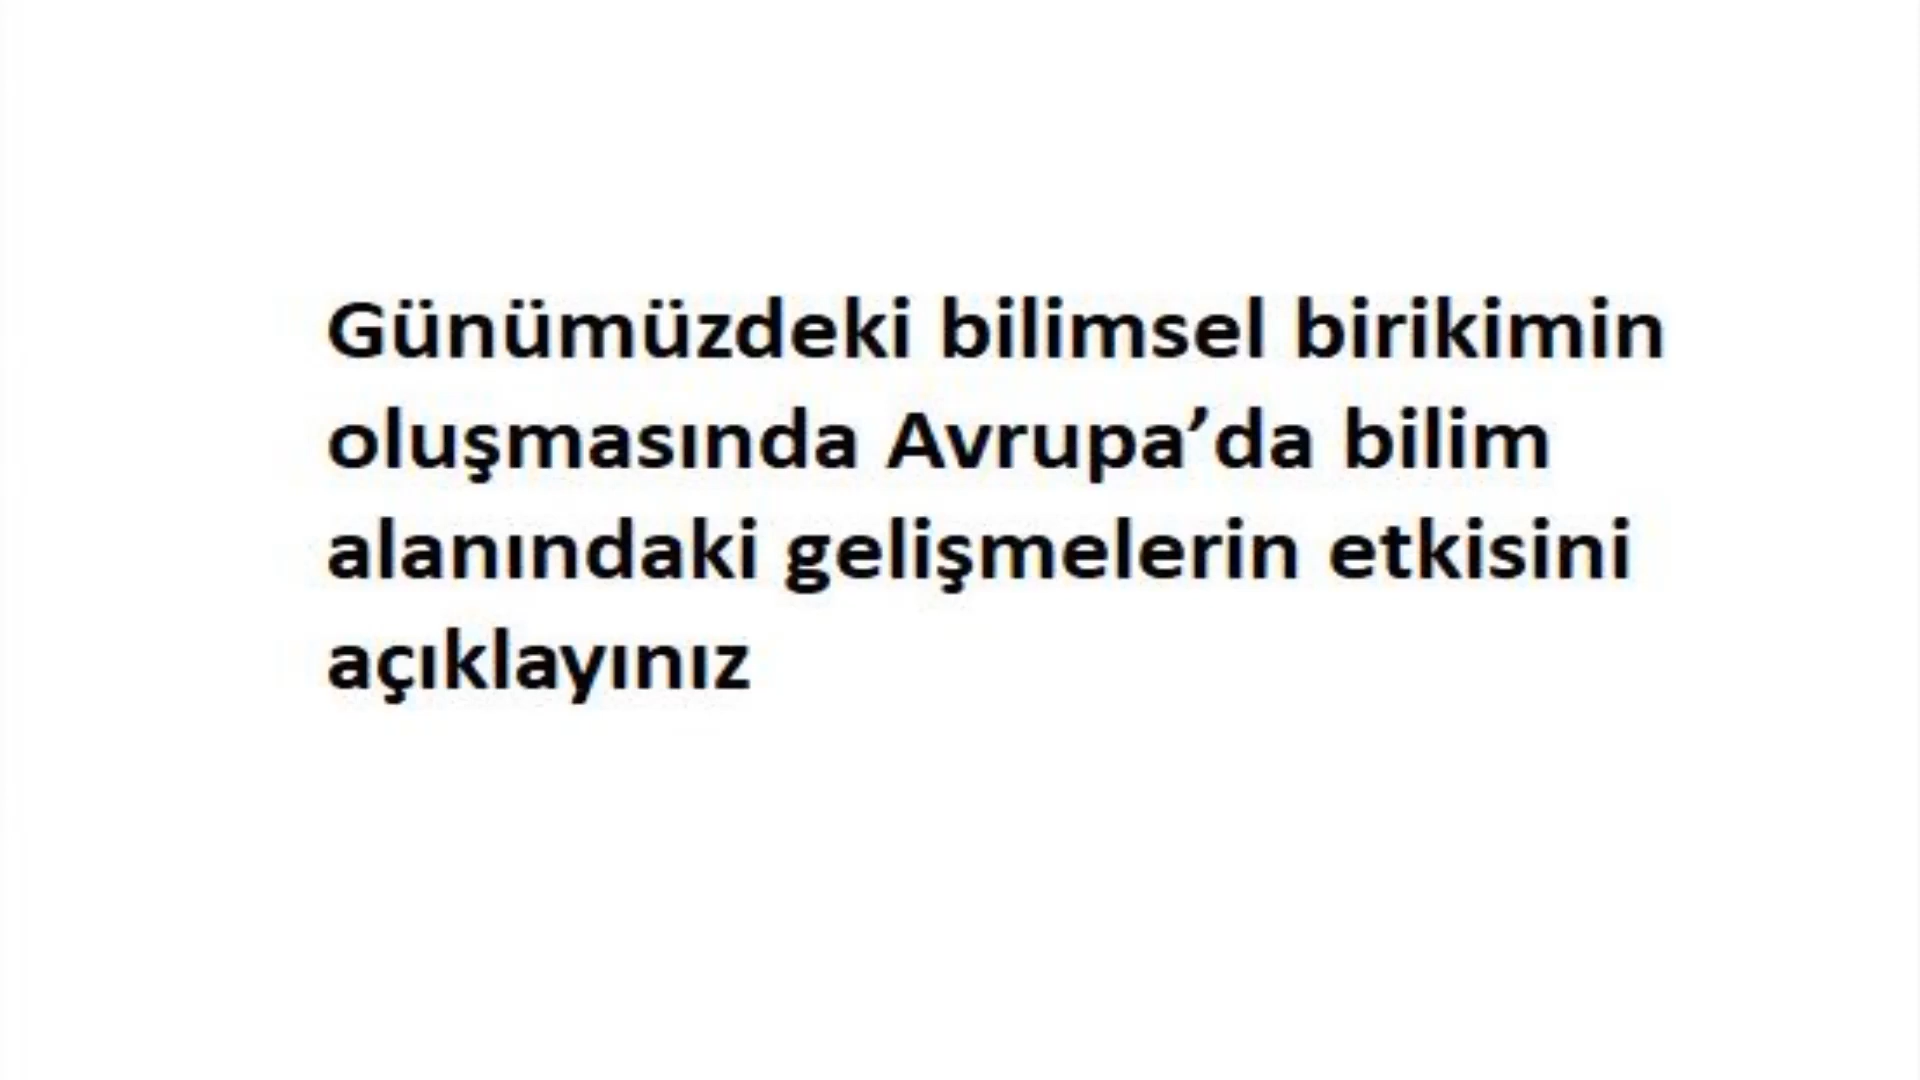 Günümüzdeki bilimsel birikimin
oluşmasında Avrupa’da bilim
alanındaki gelişmelerin etkisini
açıklayınız